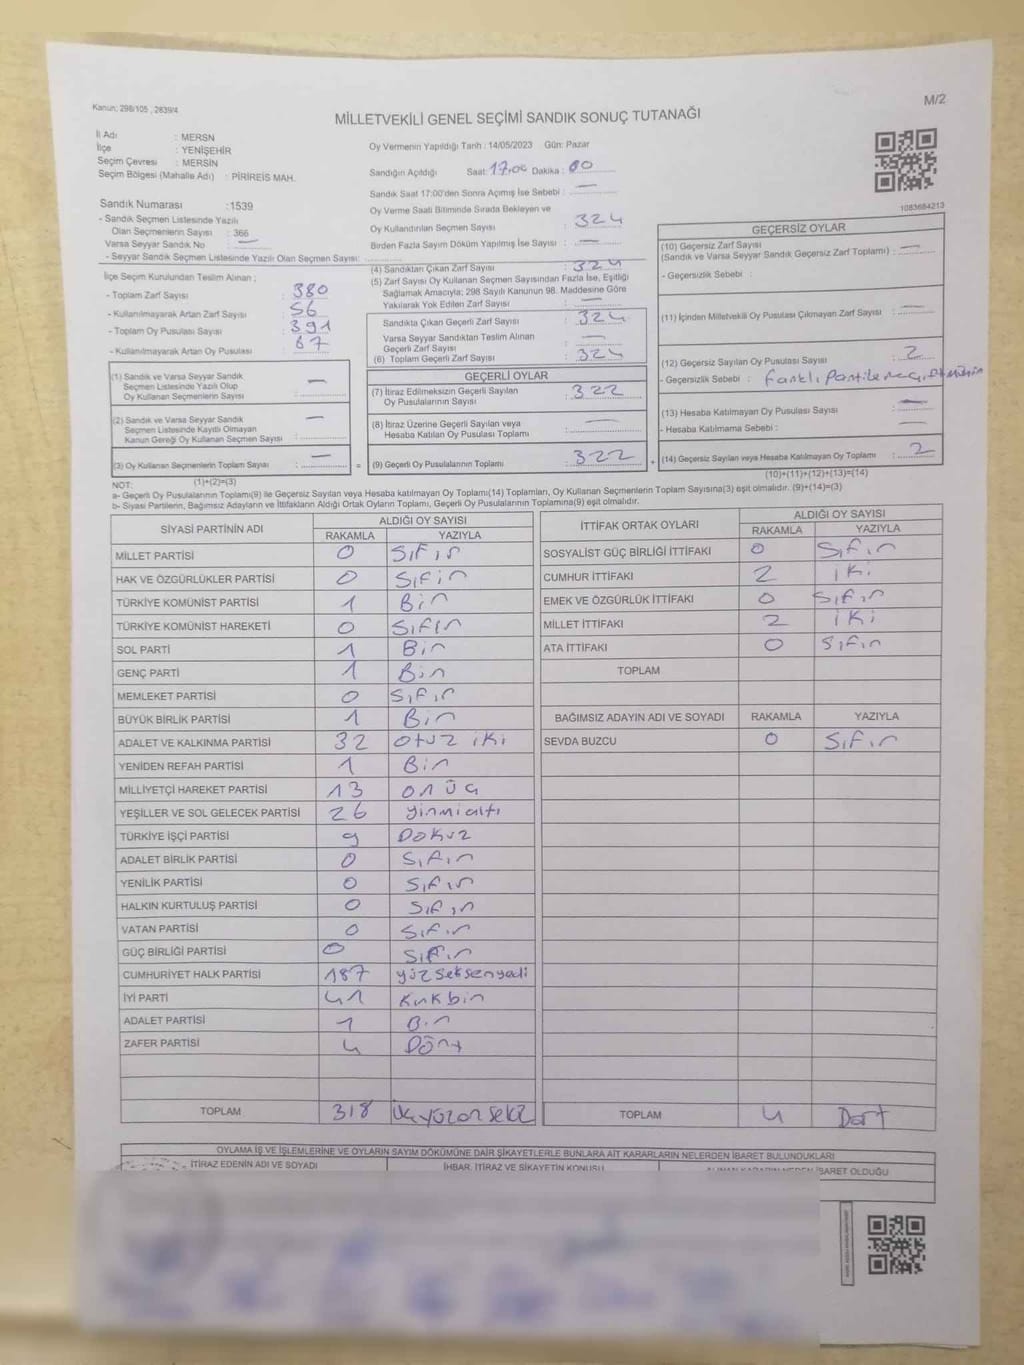 Kanun: 298/105 , 2839/4
M/2
MİLLETVEKİLİ GENEL SEÇİMİ SANDIK SONUÇ TUTANAĞI
İl Adı : MERSN
İlçe : YENİŞEHİR
Seçim Çevresi : MERSİN
Seçim Bölgesi (Mahalle Adı) : PİRİREİS MAH.
Sandık Numarası :1539
- Sandık Seçmen Listesinde Yazılı
Olan Seçmenlerin Sayısı : 366
Varsa Seyyar Sandık No : —
- Seyyar Sandık Seçmen Listesinde Yazılı Olan Seçmen Sayısı:
Oy Vermenin Yapıldığı Tarih : 14/05/2023 Gün: Pazar
Sandığın Açıldığı Saat: 17.00 Dakika : 00
Sandık Saat 17:00'den Sonra Açımış İse Sebebi : —
Oy Verme Saati Bitiminde Sırada Bekleyen ve
Oy Kullandırılan Seçmen Sayısı : 324
Birden Fazla Sayım Döküm Yapılmış İse Sayısı : —
1083684213
İlçe Seçim Kurulundan Teslim Alınan ;
- Toplam Zarf Sayısı : 380
- Kullanılmayarak Artan Zarf Sayısı : 56
- Toplam Oy Pusulası Sayısı : 391
- Kullanılmayarak Artan Oy Pusulası : 67
(4) Sandıktan Çıkan Zarf Sayısı : 324
(5) Zarf Sayısı Oy Kullanan Seçmen Sayısından Fazla İse, Eşitliği
Sağlamak Amacıyla; 298 Sayılı Kanunun 98. Maddesine Göre
Yakılarak Yok Edilen Zarf Sayısı : —
Sandıkta Çıkan Geçerli Zarf Sayısı : 324
Varsa Seyyar Sandıktan Teslim Alınan
Geçerli Zarf Sayısı : —
(6) Toplam Geçerli Zarf Sayısı : 324
GEÇERSİZ OYLAR
(10) Geçersiz Zarf Sayısı
(Sandık ve Varsa Seyyar Sandık Geçersiz Zarf Toplamı) : —
- Geçersizlik Sebebi :
(11) İçinden Milletvekili Oy Pusulası Çıkmayan Zarf Sayısı : —
(12) Geçersiz Sayılan Oy Pusulası Sayısı : 2
- Geçersizlik Sebebi : farklı Partilere
(13) Hesaba Katılmayan Oy Pusulası Sayısı : —
- Hesaba Katılmama Sebebi : —
(14) Geçersiz Sayılan veya Hesaba Katılmayan Oy Toplamı : 2
(10)+(11)+(12)+(13)=(14)
(1) Sandık ve Varsa Seyyar Sandık
Seçmen Listesinde Yazılı Olup
Oy Kullanan Seçmenlerin Sayısı : —
(2) Sandık ve Varsa Seyyar Sandık
Seçmen Listesinde Kayıtlı Olmayan
Kanun Gereği Oy Kullanan Seçmen Sayısı : —
(3) Oy Kullanan Seçmenlerin Toplam Sayısı : — =
(1)+(2)=(3)
GEÇERLİ OYLAR
(7) İtiraz Edilmeksizin Geçerli Sayılan
Oy Pusulalarının Sayısı : 322
(8) İtiraz Üzerine Geçerli Sayılan veya
Hesaba Katılan Oy Pusulası Toplamı : —
(9) Geçerli Oy Pusulalarının Toplamı : 322 +
NOT:
a- Geçerli Oy Pusulalarının Toplamı(9) ile Geçersiz Sayılan veya Hesaba katılmayan Oy Toplamı(14) Toplamları, Oy Kullanan Seçmenlerin Toplam Sayısına(3) eşit olmalıdır. (9)+(14)=(3)
b- Siyasi Partilerin, Bağımsız Adayların ve İttifakların Aldığı Ortak Oyların Toplamı, Geçerli Oy Pusulalarının Toplamına(9) eşit olmalıdır.
SİYASİ PARTİNİN ADI ALDIĞI OY SAYISI
RAKAMLA YAZIYLA
MİLLET PARTİSİ 0 Sıfır
HAK VE ÖZGÜRLÜKLER PARTİSİ 0 Sıfır
TÜRKİYE KOMÜNİST PARTİSİ 1 Bir
TÜRKİYE KOMÜNİST HAREKETİ 0 Sıfır
SOL PARTİ 1 Bir
GENÇ PARTİ 1 Bir
MEMLEKET PARTİSİ 0 Sıfır
BÜYÜK BİRLİK PARTİSİ 1 Bir
ADALET VE KALKINMA PARTİSİ 32 otuz iki
YENİDEN REFAH PARTİSİ 1 Bir
MİLLİYETÇİ HAREKET PARTİSİ 13 on üç
YEŞİLLER VE SOL GELECEK PARTİSİ 26 yirmialtı
TÜRKİYE İŞÇİ PARTİSİ 9 Dokuz
ADALET BİRLİK PARTİSİ 0 Sıfır
YENİLİK PARTİSİ 0 Sıfır
HALKIN KURTULUŞ PARTİSİ 0 Sıfır
VATAN PARTİSİ 0 Sıfır
GÜÇ BİRLİĞİ PARTİSİ 0 Sıfır
CUMHURİYET HALK PARTİSİ 187 yüzseksenyedi
İYİ PARTİ 41 Kırkbir
ADALET PARTİSİ 1 Bir
ZAFER PARTİSİ 4 Dört
TOPLAM 318 üçyüzonsekiz
İTTİFAK ORTAK OYLARI ALDIĞI OY SAYISI
RAKAMLA YAZIYLA
SOSYALİST GÜÇ BİRLİĞİ İTTİFAKI 0 Sıfır
CUMHUR İTTİFAKI 2 iki
EMEK VE ÖZGÜRLÜK İTTİFAKI 0 Sıfır
MİLLET İTTİFAKI 2 iki
ATA İTTİFAKI 0 Sıfır
TOPLAM
BAĞIMSIZ ADAYIN ADI VE SOYADI RAKAMLA YAZIYLA
SEVDA BUZCU 0 Sıfır
TOPLAM 4 Dört
OYLAMA İŞ VE İŞLEMLERİNE VE OYLARIN SAYIM DÖKÜMÜNE DAİR ŞİKAYETLERLE BUNLARA AİT KARARLARIN NELERDEN İBARET BULUNDUKLARI
İTİRAZ EDENİN ADI VE SOYADI İHBAR, İTİRAZ VE ŞİKAYETİN KONUSU ALINAN KARARIN NEDEN İBARET OLDUĞU